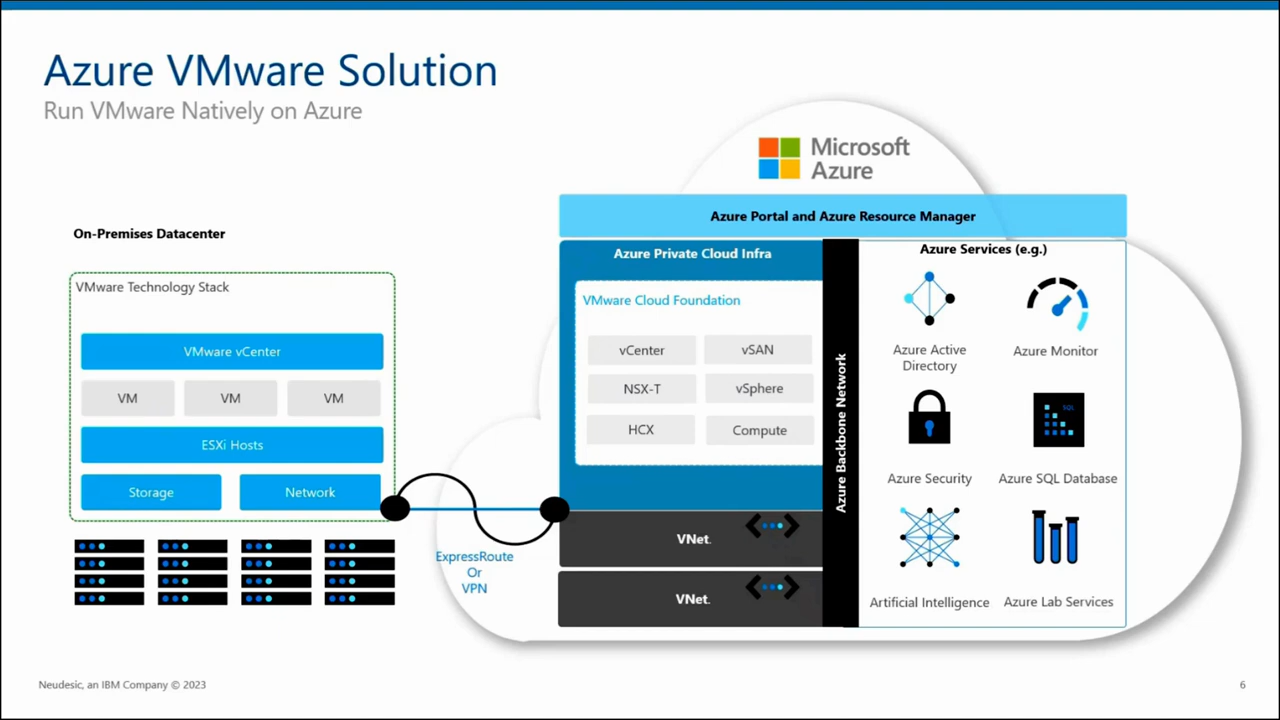 Azure VMware Solution
Run VMware Natively on Azure
Microsoft
Azure
Azure Portal and Azure Resource Manager
On-Premises Datacenter
VMware Technology Stack
VMware vCenter
VM VM VM
ESXi Hosts
Storage Network
ExpressRoute
Or
VPN
Azure Private Cloud Infra
VMware Cloud Foundation
vCenter vSAN
NSX-T vSphere
HCX Compute
VNet.
VNet.
Azure Backbone Network
Azure Services (e.g.)
Azure Active
Directory
Azure Monitor
Azure Security
SQL
Azure SQL Database
Artificial Intelligence
Azure Lab Services
Neudesic, an IBM Company © 2023
6